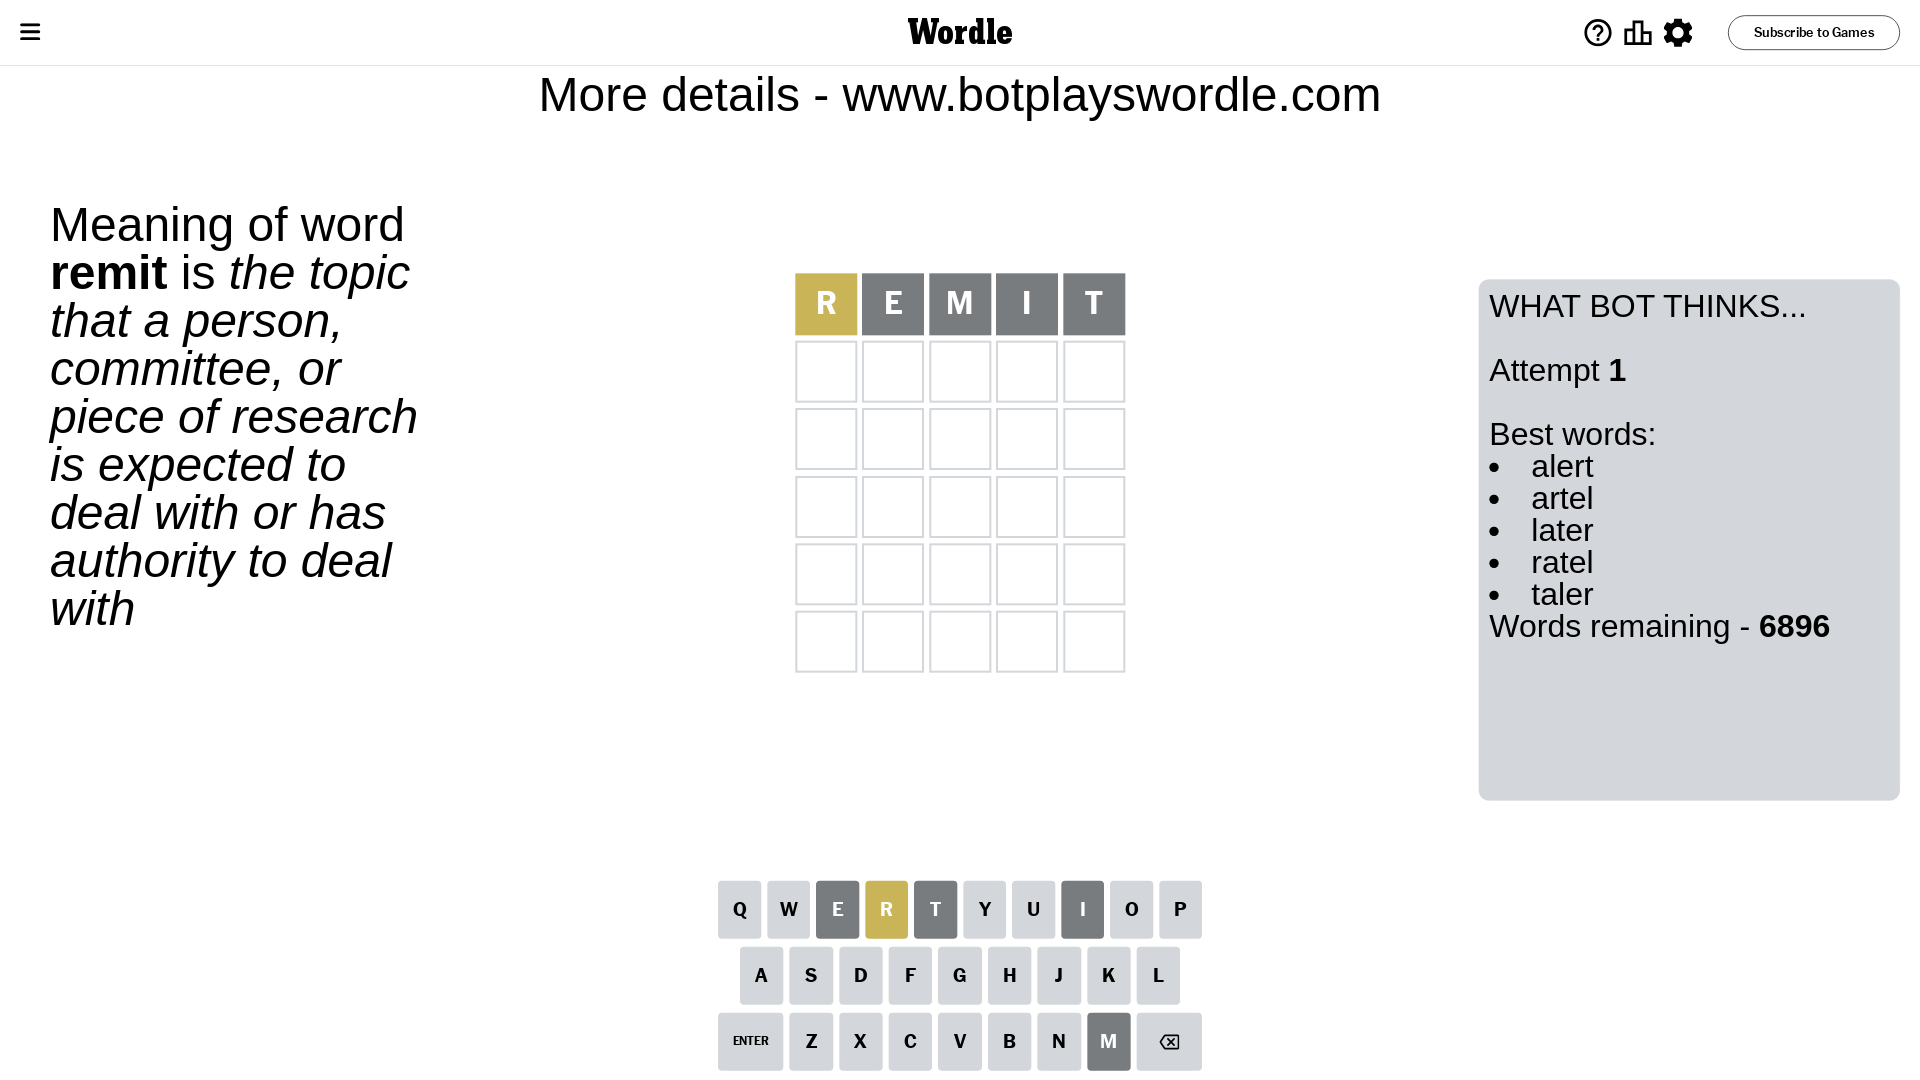 Wordle
Subscribe to Games
More details - www.botplayswordle.com
Meaning of word
remit is the topic
that a person,
committee, or
piece of research
is expected to
deal with or has
authority to deal
with
R E M I T
WHAT BOT THINKS...
Attempt 1
Best words:
• alert
• artel
• later
• ratel
• taler
Words remaining - 6896
Q W E R T Y U I O P
A S D F G H J K L
ENTER Z X C V B N M